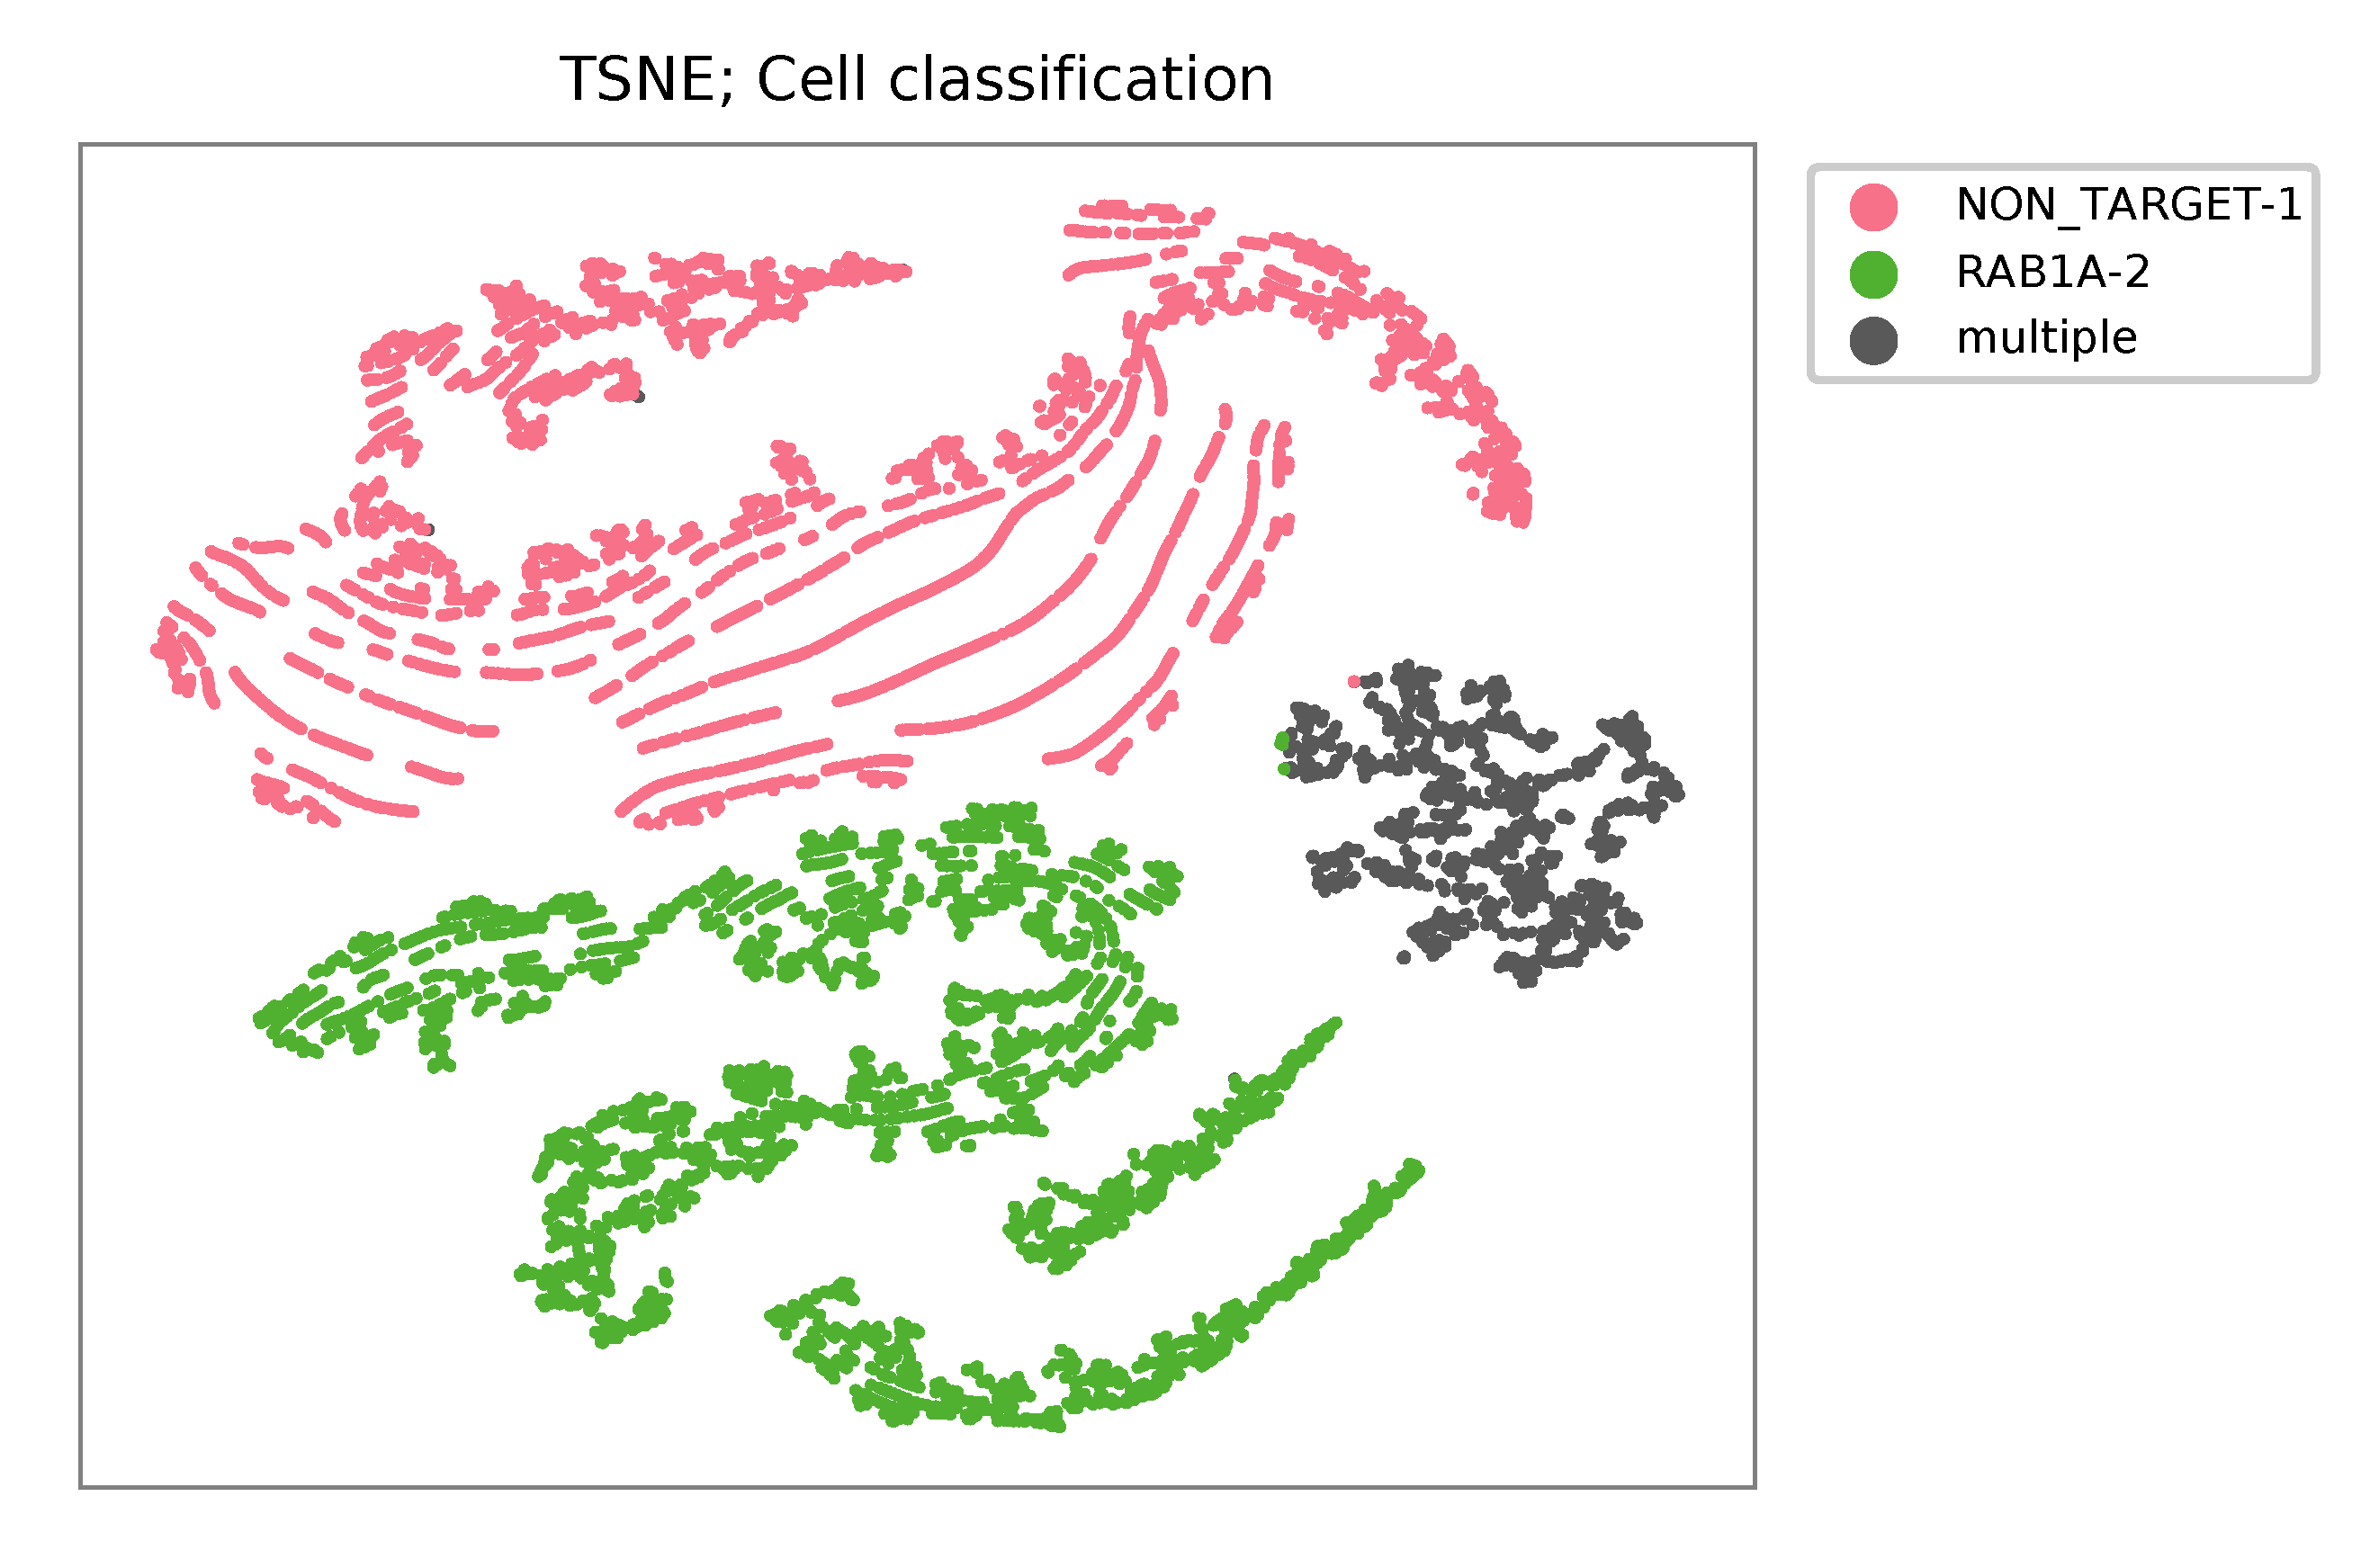 TSNE; Cell classification
NON_TARGET-1
RAB1A-2
multiple